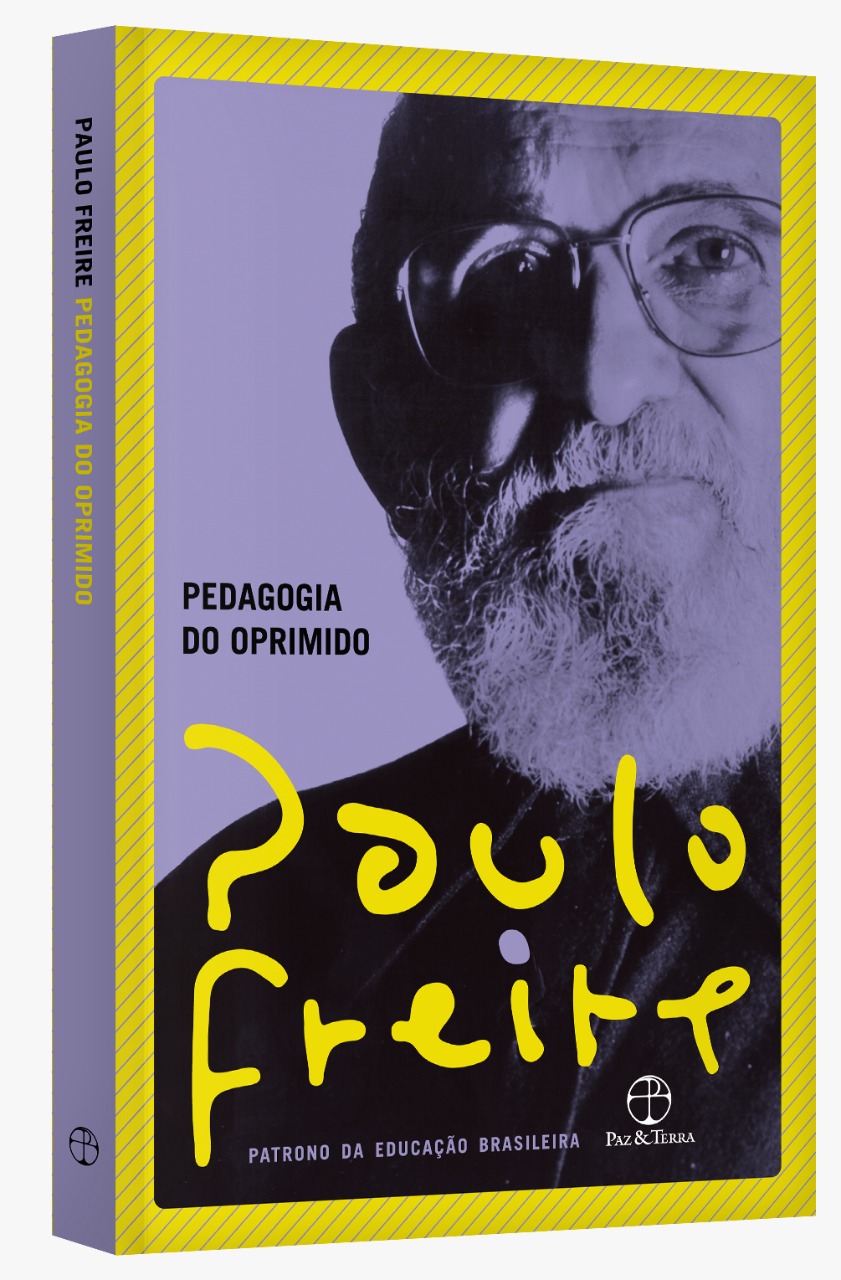 PAULO FREIRE PEDAGOGIA DO OPRIMIDO
PEDAGOGIA
DO OPRIMIDO
Paulo
Freire
PATRONO DA EDUCAÇÃO BRASILEIRA
PAZ & TERRA